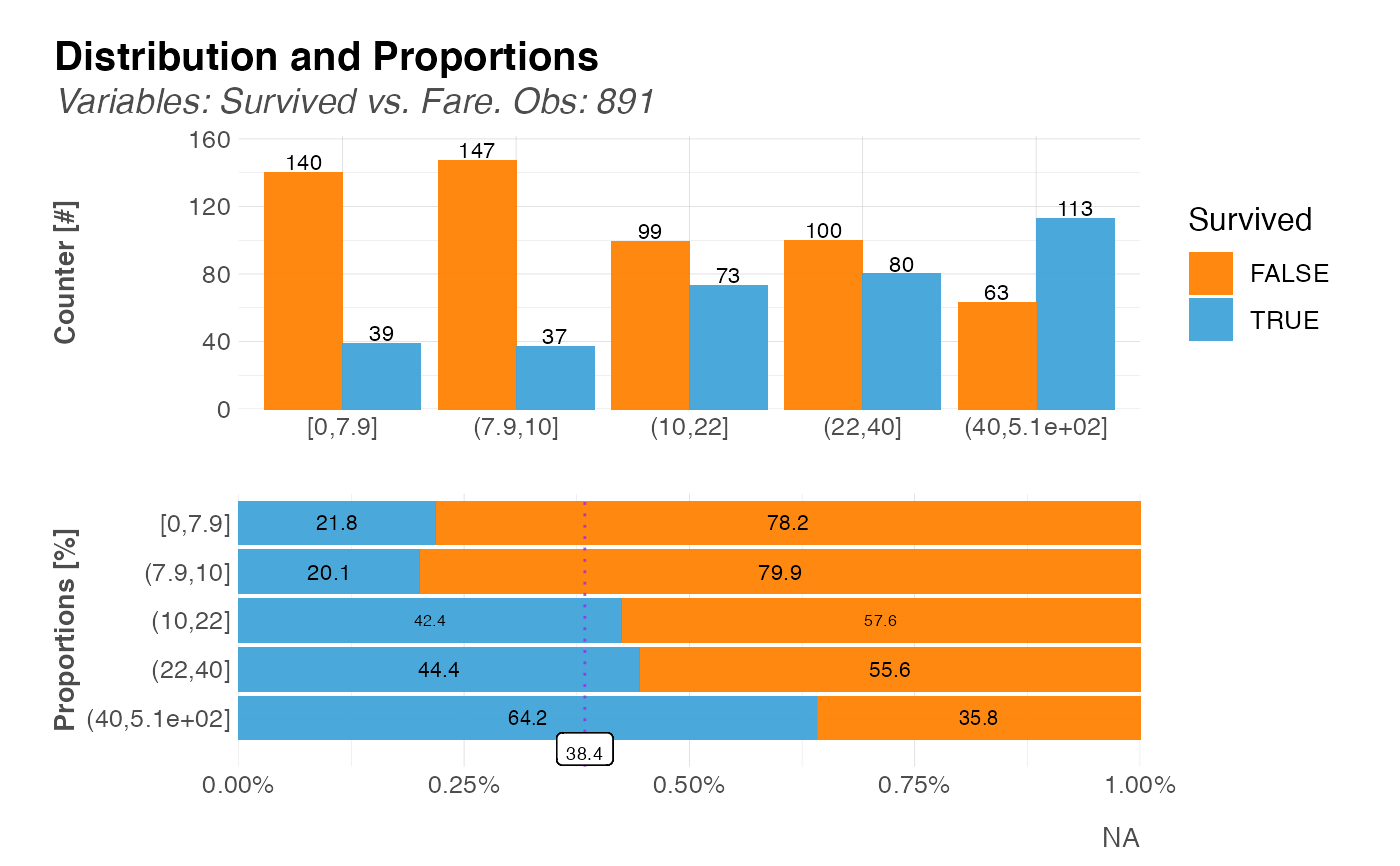 Distribution and Proportions
Variables: Survived vs. Fare. Obs: 891
Counter [#]
160
120
80
40
0
140 39 147 37 99 73 100 80 63 113
[0,7.9] (7.9,10] (10,22] (22,40] (40,5.1e+02]
Survived
FALSE
TRUE
Proportions [%]
[0,7.9] 21.8 78.2
(7.9,10] 20.1 79.9
(10,22] 42.4 57.6
(22,40] 44.4 55.6
(40,5.1e+02] 64.2 35.8
38.4
0.00% 0.25% 0.50% 0.75% 1.00%
NA